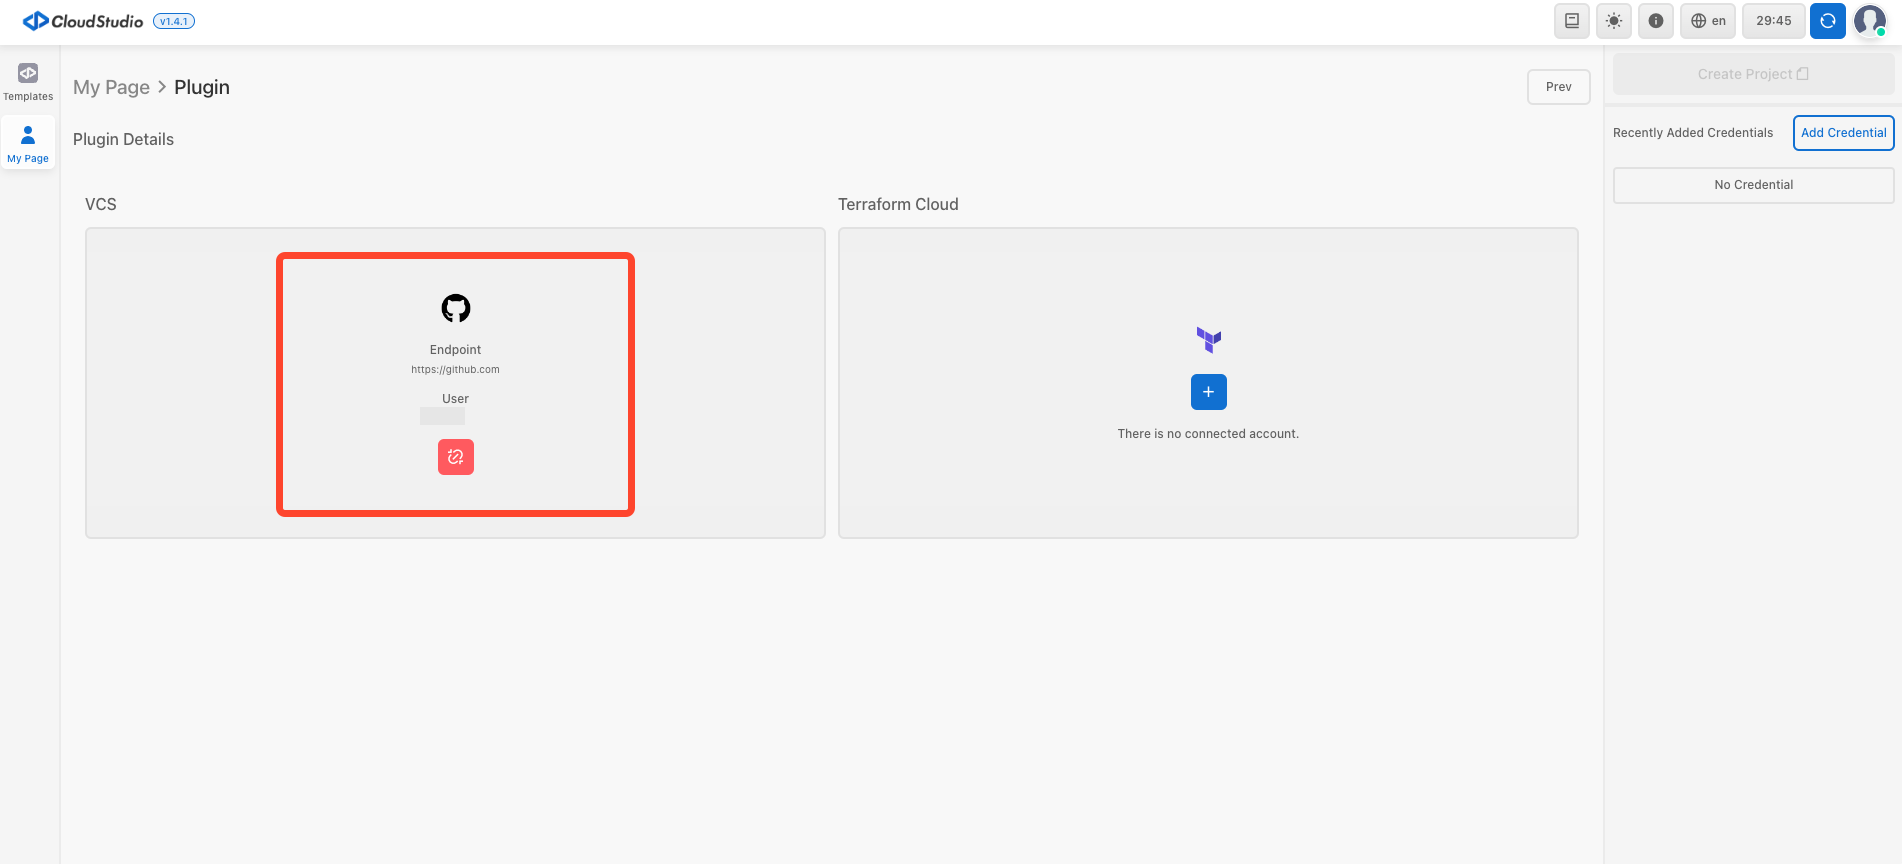 CloudStudio v1.4.1
en
29:45
Templates
My Page
My Page > Plugin
Prev
Plugin Details
VCS
Endpoint
https://github.com
User
Terraform Cloud
There is no connected account.
Create Project
Recently Added Credentials
Add Credential
No Credential